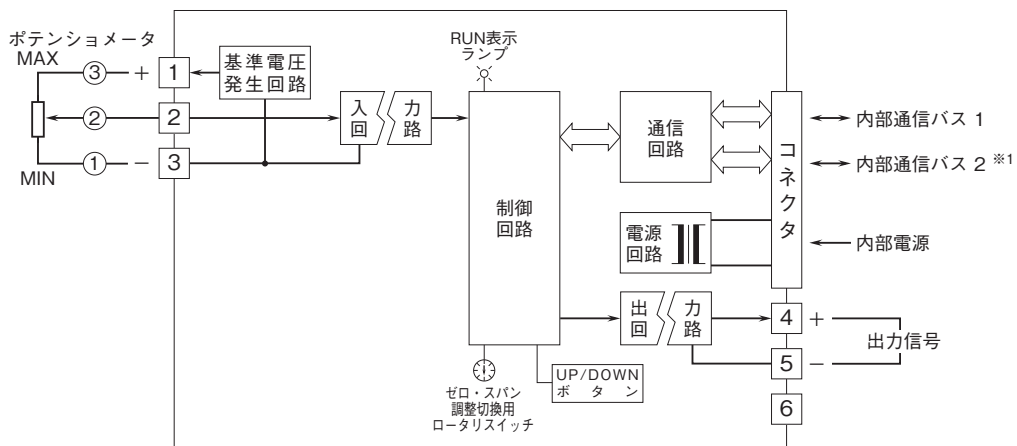 ポテンショメータ
MAX
③
+
1
基準電圧
発生回路
②
2
①
−
3
MIN
入力
回路
RUN表示
ランプ
制御
回路
通信
回路
電源
回路
コネクタ
内部通信バス 1
内部通信バス 2 ※1
内部電源
出力
回路
4
+
出力信号
5
−
6
ゼロ・スパン
調整切換用
ロータリスイッチ
UP/DOWN
ボタン